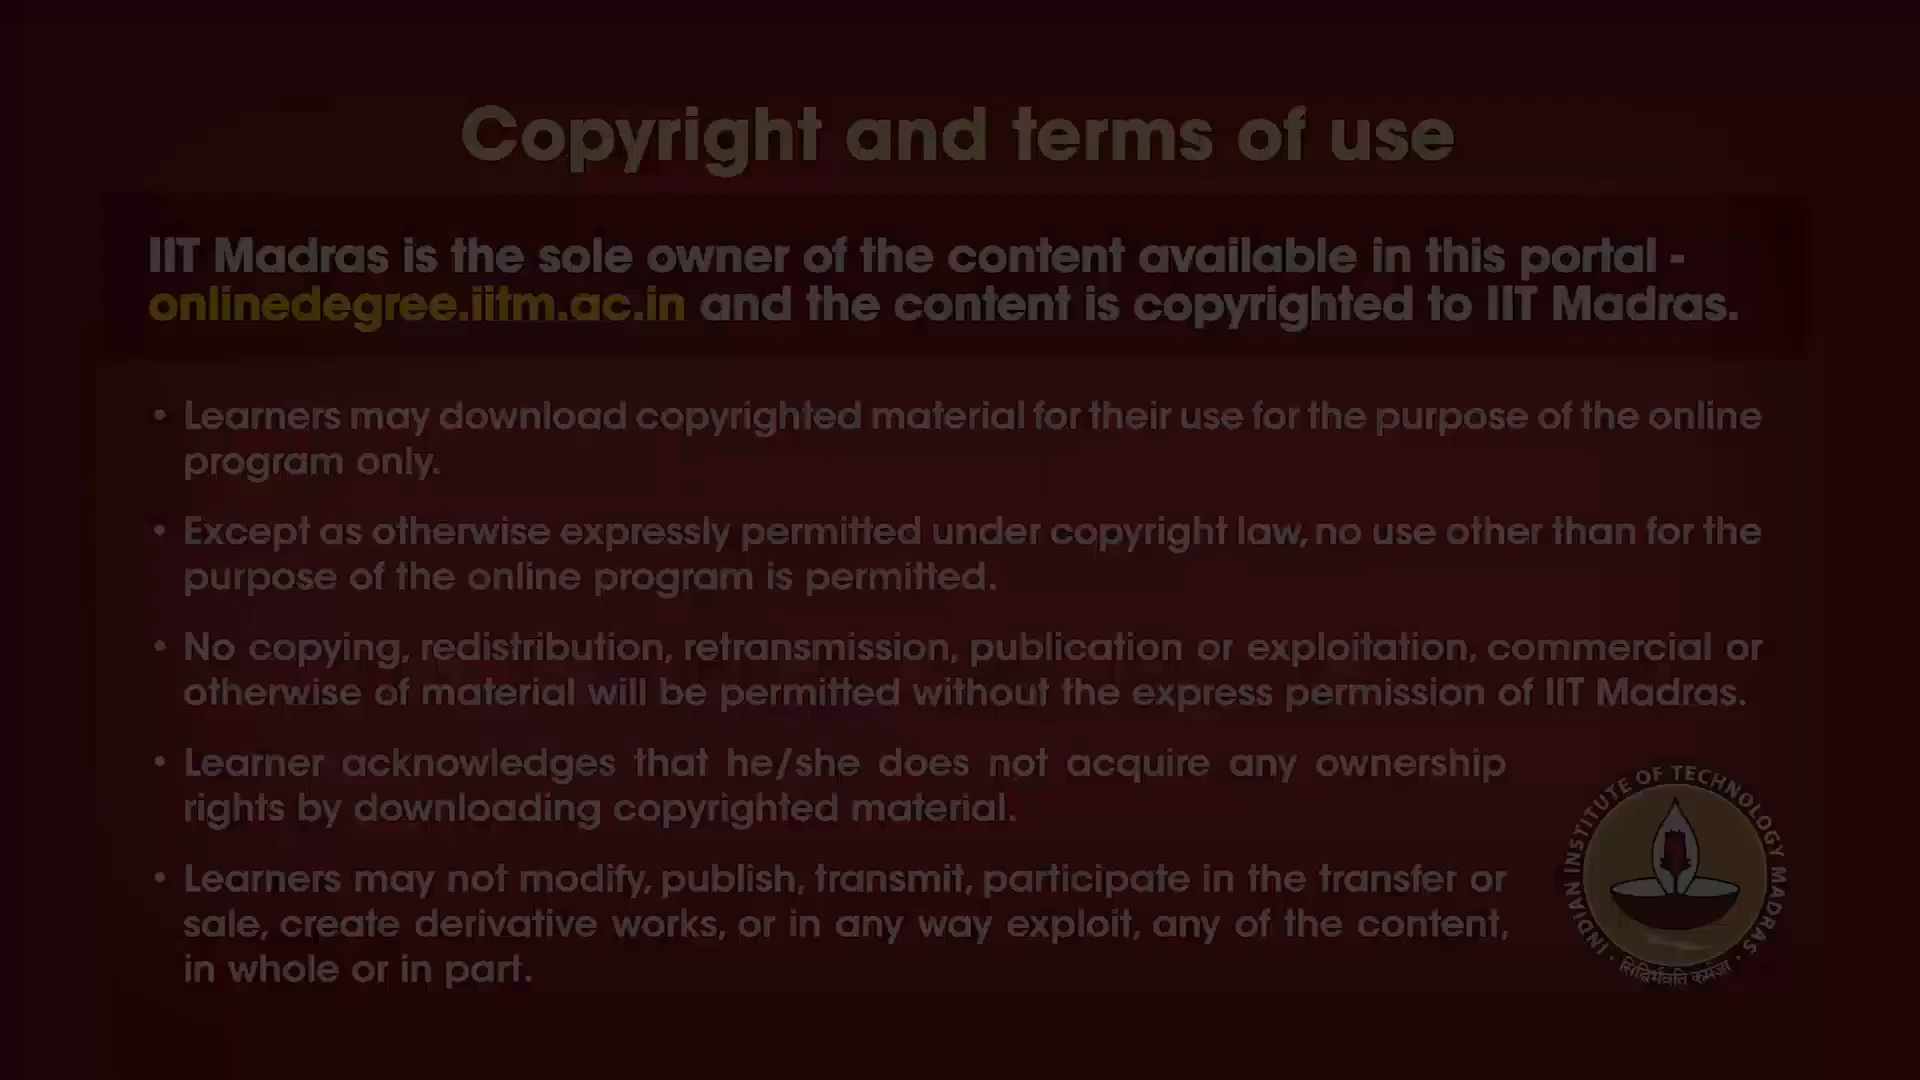 Copyright and terms of use
IIT Madras is the sole owner of the content available in this portal -
onlinedegree.iitm.ac.in and the content is copyrighted to IIT Madras.
• Learners may download copyrighted material for their use for the purpose of the online
program only.
• Except as otherwise expressly permitted under copyright law, no use other than for the
purpose of the online program is permitted.
• No copying, redistribution, retransmission, publication or exploitation, commercial or
otherwise of material will be permitted without the express permission of IIT Madras.
• Learner acknowledges that he/she does not acquire any ownership
rights by downloading copyrighted material.
• Learners may not modify, publish, transmit, participate in the transfer or
sale, create derivative works, or in any way exploit, any of the content,
in whole or in part.
INDIAN INSTITUTE OF TECHNOLOGY MADRAS
सिद्धिर्भवति कर्मजा